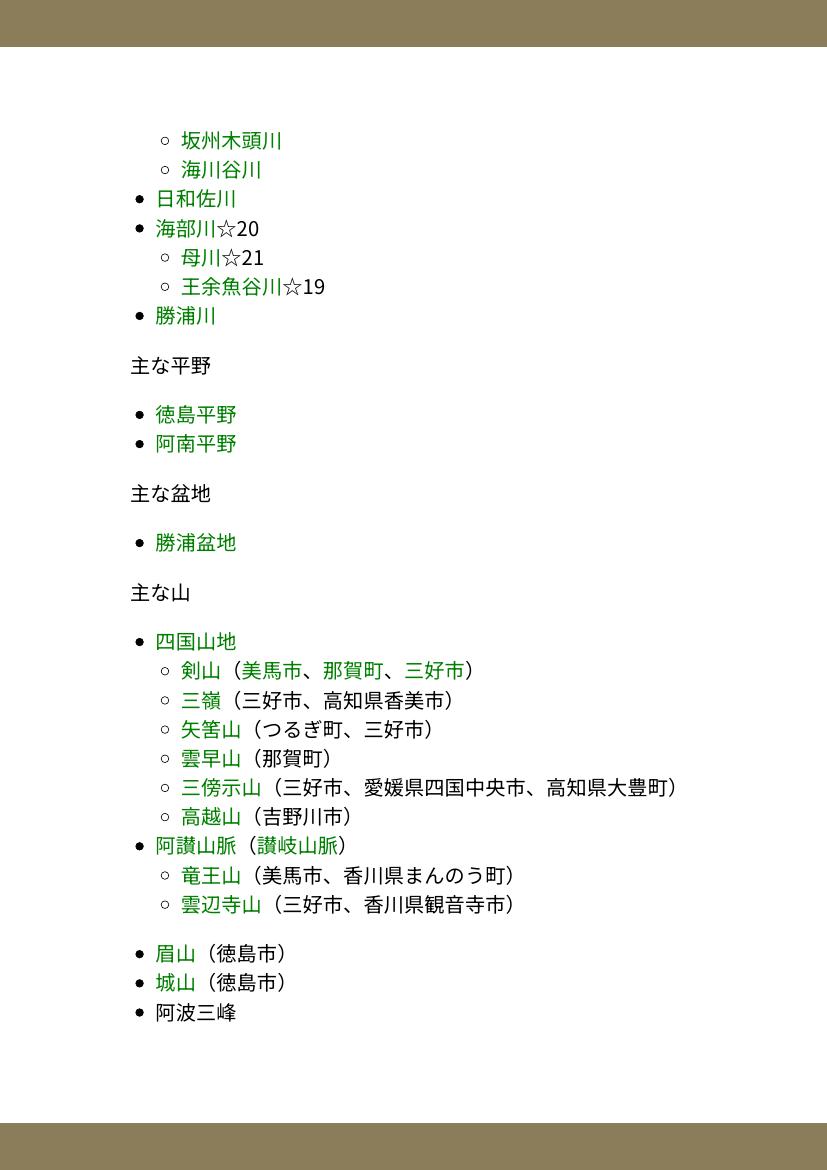 坂州木頭川
海川谷川
日和佐川
海部川☆20
母川☆21
王余魚谷川☆19
勝浦川
主な平野
徳島平野
阿南平野
主な盆地
勝浦盆地
主な山
四国山地
剣山（美馬市、那賀町、三好市）
三嶺（三好市、高知県香美市）
矢筈山（つるぎ町、三好市）
雲早山（那賀町）
三傍示山（三好市、愛媛県四国中央市、高知県大豊町）
高越山（吉野川市）
阿讃山脈（讃岐山脈）
竜王山（美馬市、香川県まんのう町）
雲辺寺山（三好市、香川県観音寺市）
眉山（徳島市）
城山（徳島市）
阿波三峰